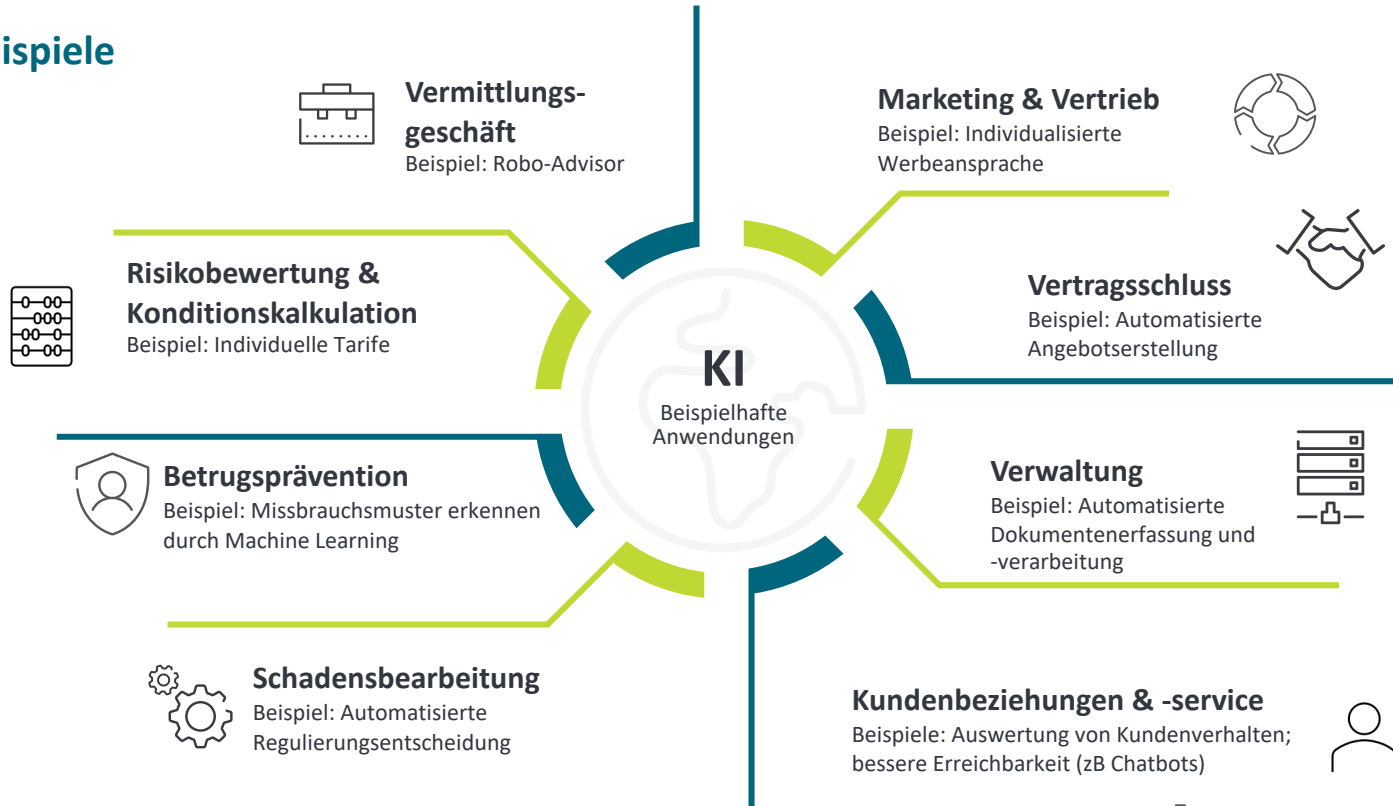 ispiele
Vermittlungs-
geschäft
Beispiel: Robo-Advisor
Marketing & Vertrieb
Beispiel: Individualisierte
Werbeansprache
Risikobewertung &
Konditionskalkulation
Beispiel: Individuelle Tarife
Vertragsschluss
Beispiel: Automatisierte
Angebotserstellung
KI
Beispielhafte
Anwendungen
Betrugsprävention
Beispiel: Missbrauchsmuster erkennen
durch Machine Learning
Verwaltung
Beispiel: Automatisierte
Dokumentenerfassung und
-verarbeitung
Schadensbearbeitung
Beispiel: Automatisierte
Regulierungsentscheidung
Kundenbeziehungen & -service
Beispiele: Auswertung von Kundenverhalten;
bessere Erreichbarkeit (zB Chatbots)